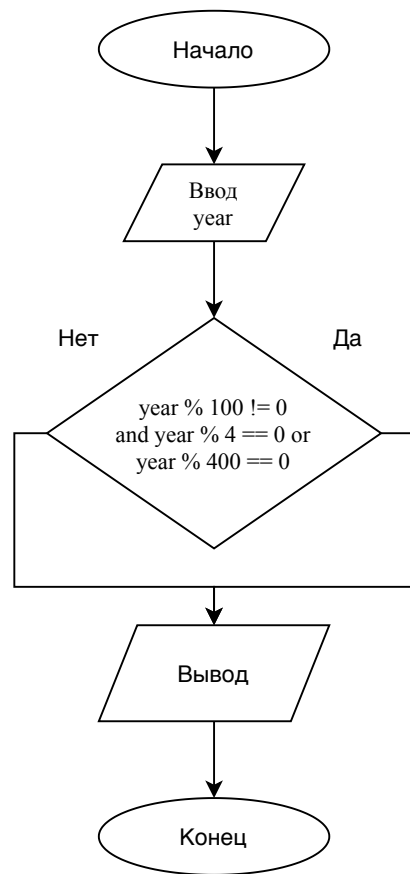 Начало
Ввод
year
Нет
Да
year % 100 != 0
and year % 4 == 0 or
year % 400 == 0
Вывод
Конец